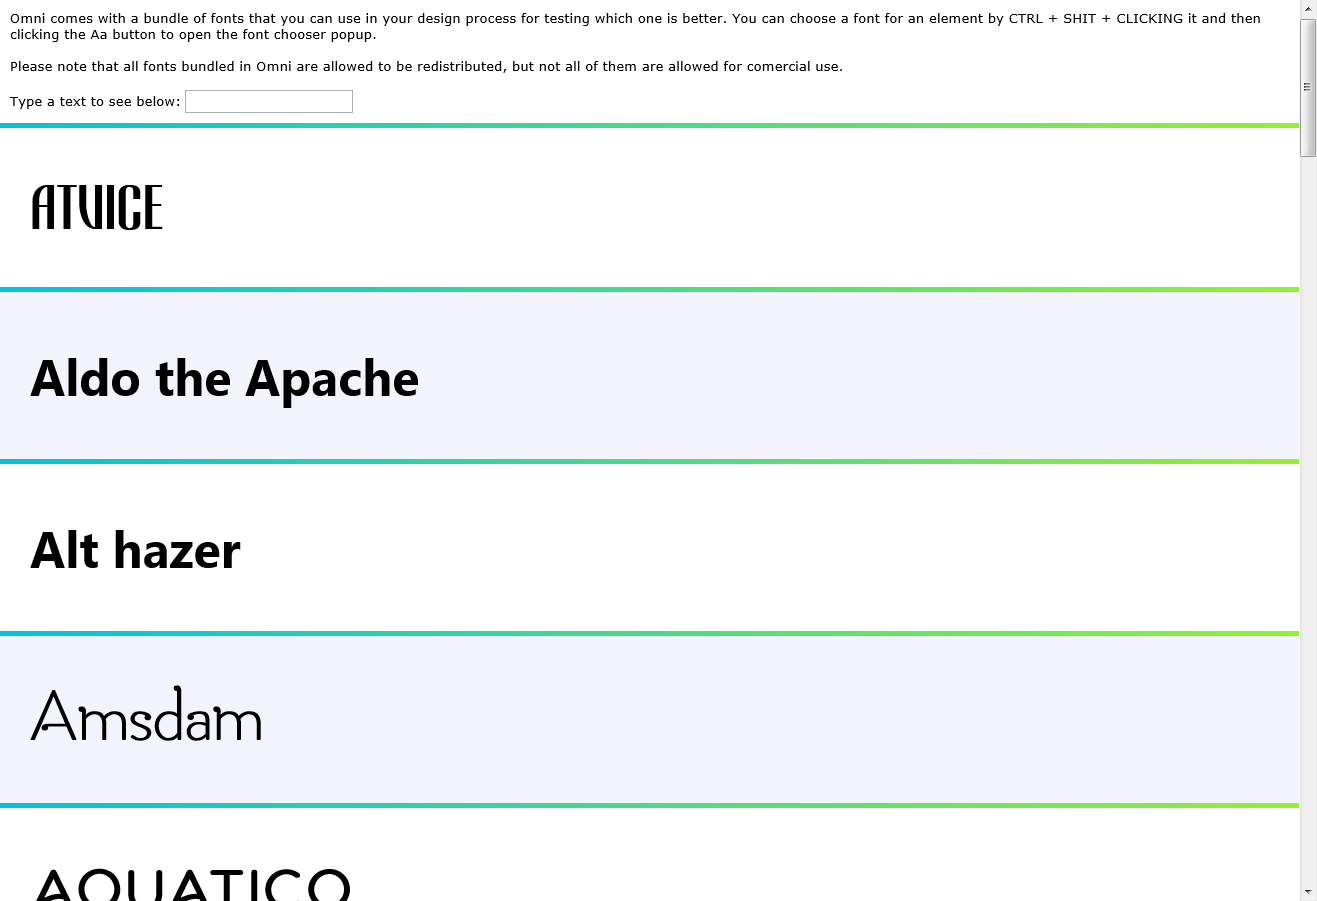 Omni comes with a bundle of fonts that you can use in your design process for testing which one is better. You can choose a font for an element by CTRL + SHIT + CLICKING it and then
clicking the Aa button to open the font chooser popup.
Please note that all fonts bundled in Omni are allowed to be redistributed, but not all of them are allowed for comercial use.
Type a text to see below:
ATVICE
Aldo the Apache
Alt hazer
Amsdam
AQUATICO